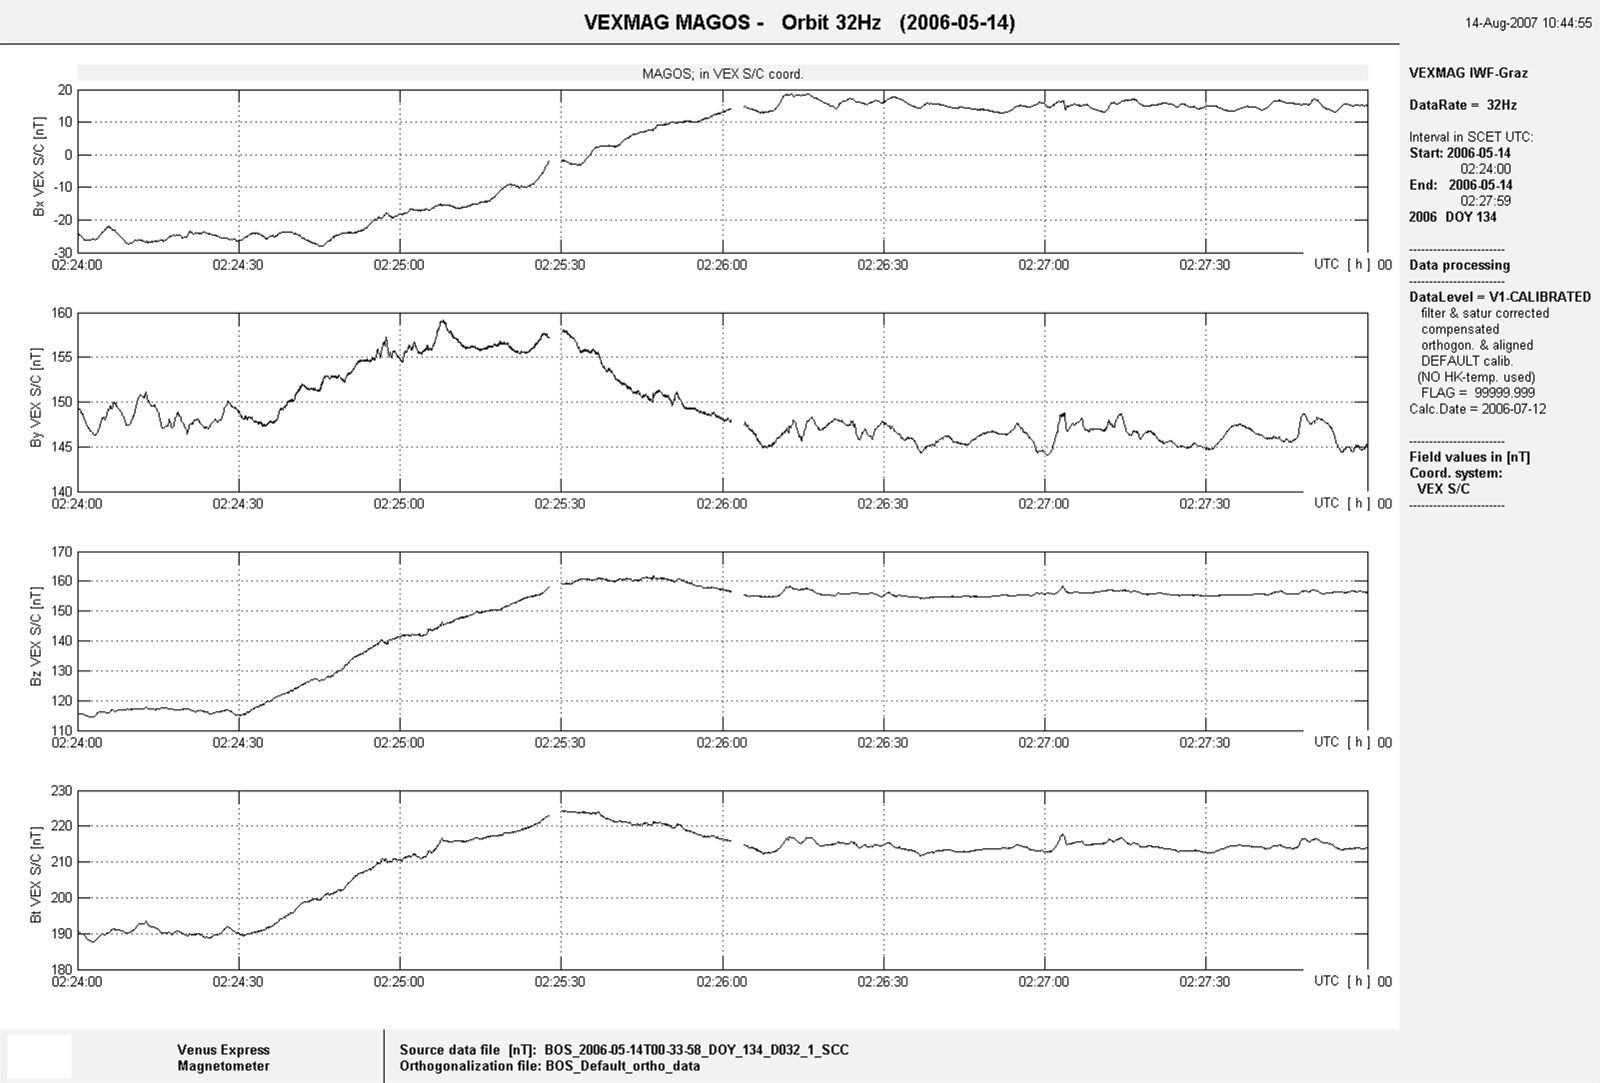 VEXMAG MAGOS - Orbit 32Hz (2006-05-14)
14-Aug-2007 10:44:55
MAGOS; in VEX S/C coord.
Bx VEX S/C [nT]
20
10
0
-10
-20
-30
02:24:00 02:24:30 02:25:00 02:25:30 02:26:00 02:26:30 02:27:00 02:27:30 UTC [ h ] 00
By VEX S/C [nT]
160
155
150
145
140
02:24:00 02:24:30 02:25:00 02:25:30 02:26:00 02:26:30 02:27:00 02:27:30 UTC [ h ] 00
Bz VEX S/C [nT]
170
160
150
140
130
120
110
02:24:00 02:24:30 02:25:00 02:25:30 02:26:00 02:26:30 02:27:00 02:27:30 UTC [ h ] 00
Bt VEX S/C [nT]
230
220
210
200
190
180
02:24:00 02:24:30 02:25:00 02:25:30 02:26:00 02:26:30 02:27:00 02:27:30 UTC [ h ] 00
VEXMAG IWF-Graz
DataRate = 32Hz
Interval in SCET UTC:
Start: 2006-05-14
02:24:00
End: 2006-05-14
02:27:59
2006 DOY 134
------------------------
Data processing
------------------------
DataLevel = V1-CALIBRATED
filter & satur corrected
compensated
orthogon. & aligned
DEFAULT calib.
(NO HK-temp. used)
FLAG = 99999.999
Calc.Date = 2006-07-12
------------------------
Field values in [nT]
Coord. system:
VEX S/C
------------------------
Venus Express
Magnetometer
Source data file [nT]: BOS_2006-05-14T00-33-58_DOY_134_D032_1_SCC
Orthogonalization file: BOS_Default_ortho_data